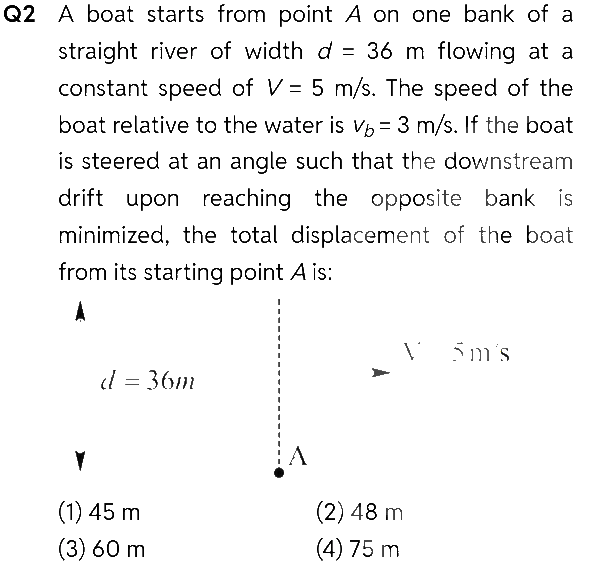 Q2 A boat starts from point A on one bank of a
straight river of width d = 36 m flowing at a
constant speed of V = 5 m/s. The speed of the
boat relative to the water is v_b = 3 m/s. If the boat
is steered at an angle such that the downstream
drift upon reaching the opposite bank is
minimized, the total displacement of the boat
from its starting point A is:
V 5 m/s
d = 36m
A
(1) 45 m (2) 48 m
(3) 60 m (4) 75 m